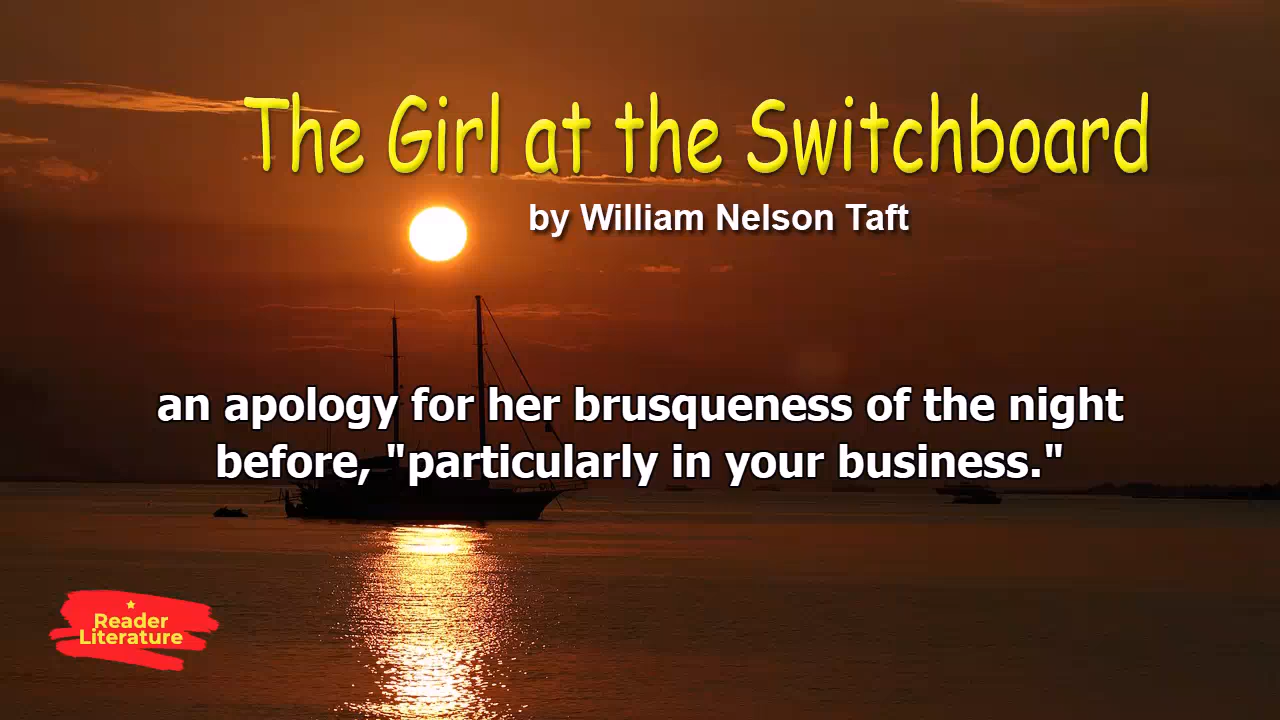 The Girl at the Switchboard
by William Nelson Taft
an apology for her brusqueness of the night
before, "particularly in your business."
Reader
Literature